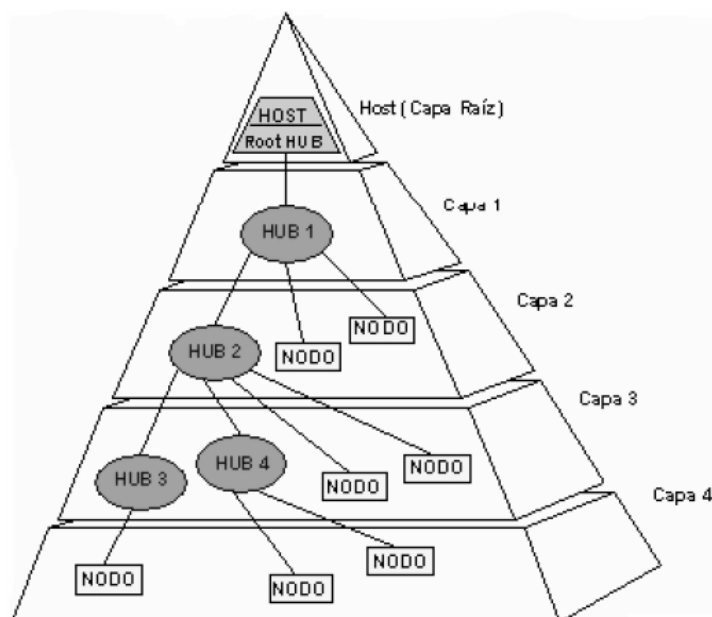 HOST
Root HUB
Host (Capa Raíz)
Capa 1
HUB 1
Capa 2
NODO
NODO
HUB 2
Capa 3
NODO
HUB 4
HUB 3
NODO
Capa 4
NODO
NODO
NODO